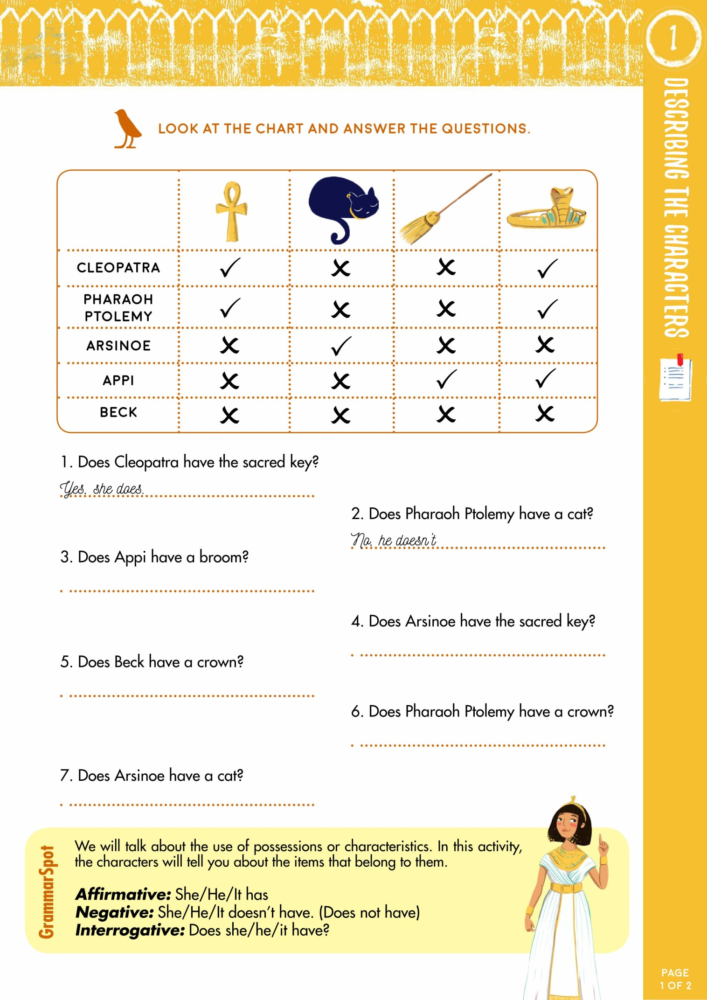 1
DESCRIBING THE CHARACTERS
LOOK AT THE CHART AND ANSWER THE QUESTIONS.
CLEOPATRA
PHARAOH
PTOLEMY
ARSINOE
APPI
BECK
1. Does Cleopatra have the sacred key?
Yes, she does.
2. Does Pharaoh Ptolemy have a cat?
No, he doesn't
3. Does Appi have a broom?
4. Does Arsinoe have the sacred key?
5. Does Beck have a crown?
6. Does Pharaoh Ptolemy have a crown?
7. Does Arsinoe have a cat?
GrammarSpot
We will talk about the use of possessions or characteristics. In this activity,
the characters will tell you about the items that belong to them.
Affirmative: She/He/It has
Negative: She/He/It doesn't have. (Does not have)
Interrogative: Does she/he/it have?
PAGE
1 OF 2